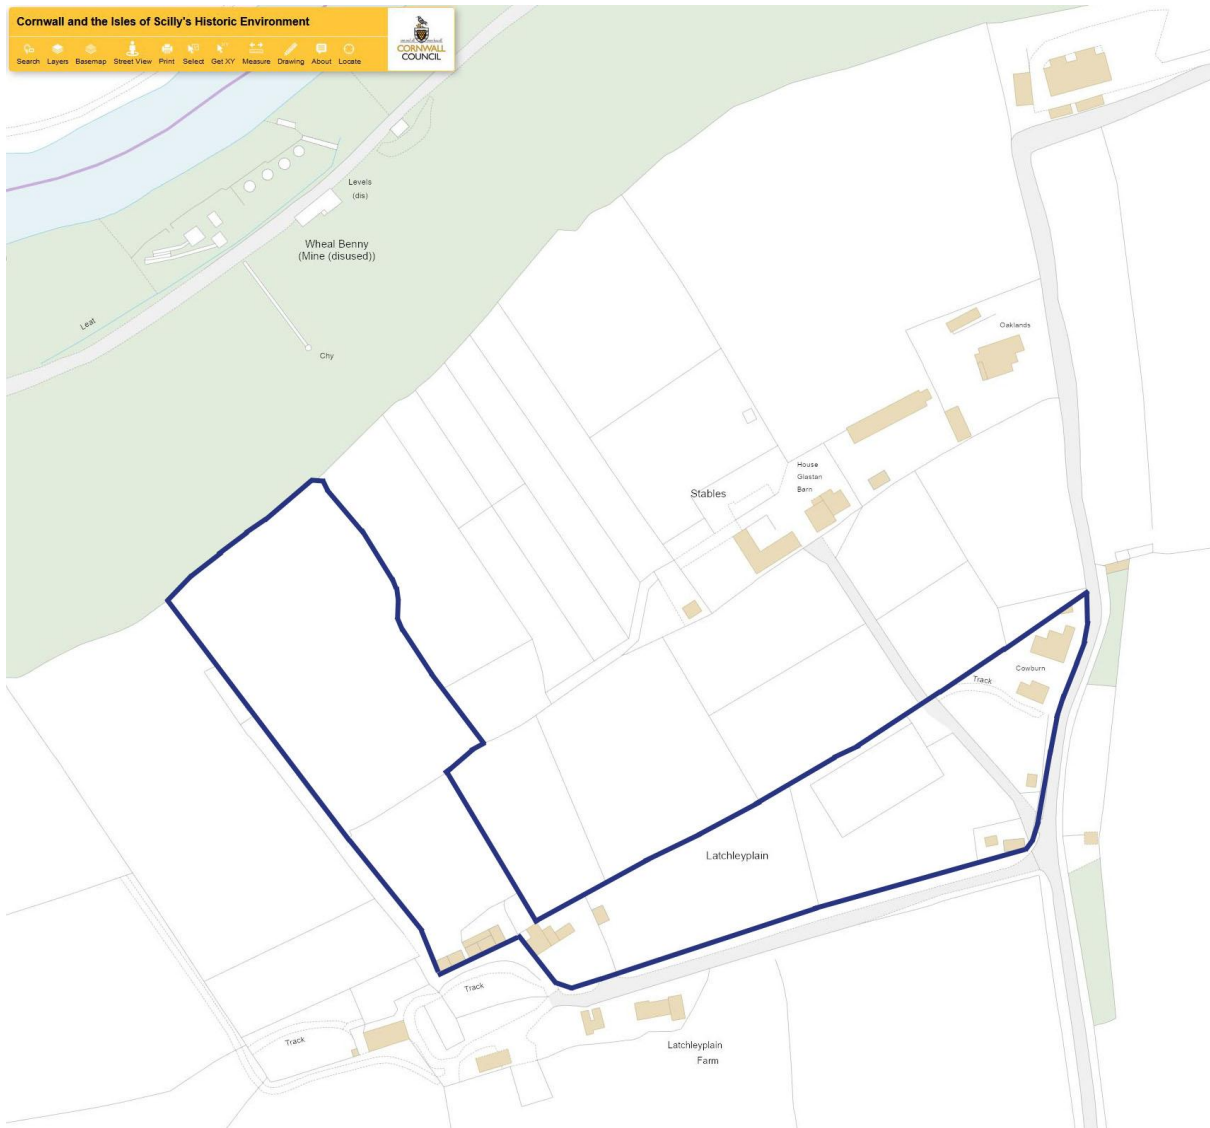 Cornwall and the Isles of Scilly's Historic Environment
Search Layers Basemap Street View Print Select Get XY Measure Drawing About Locate
CORNWALL
COUNCIL
Levels
(dis)
Wheal Benny
(Mine (disused))
Leat
Chy
Oaklands
House
Glastan
Barn
Stables
Cowburn
Track
Latchleyplain
Track
Track
Latchleyplain
Farm